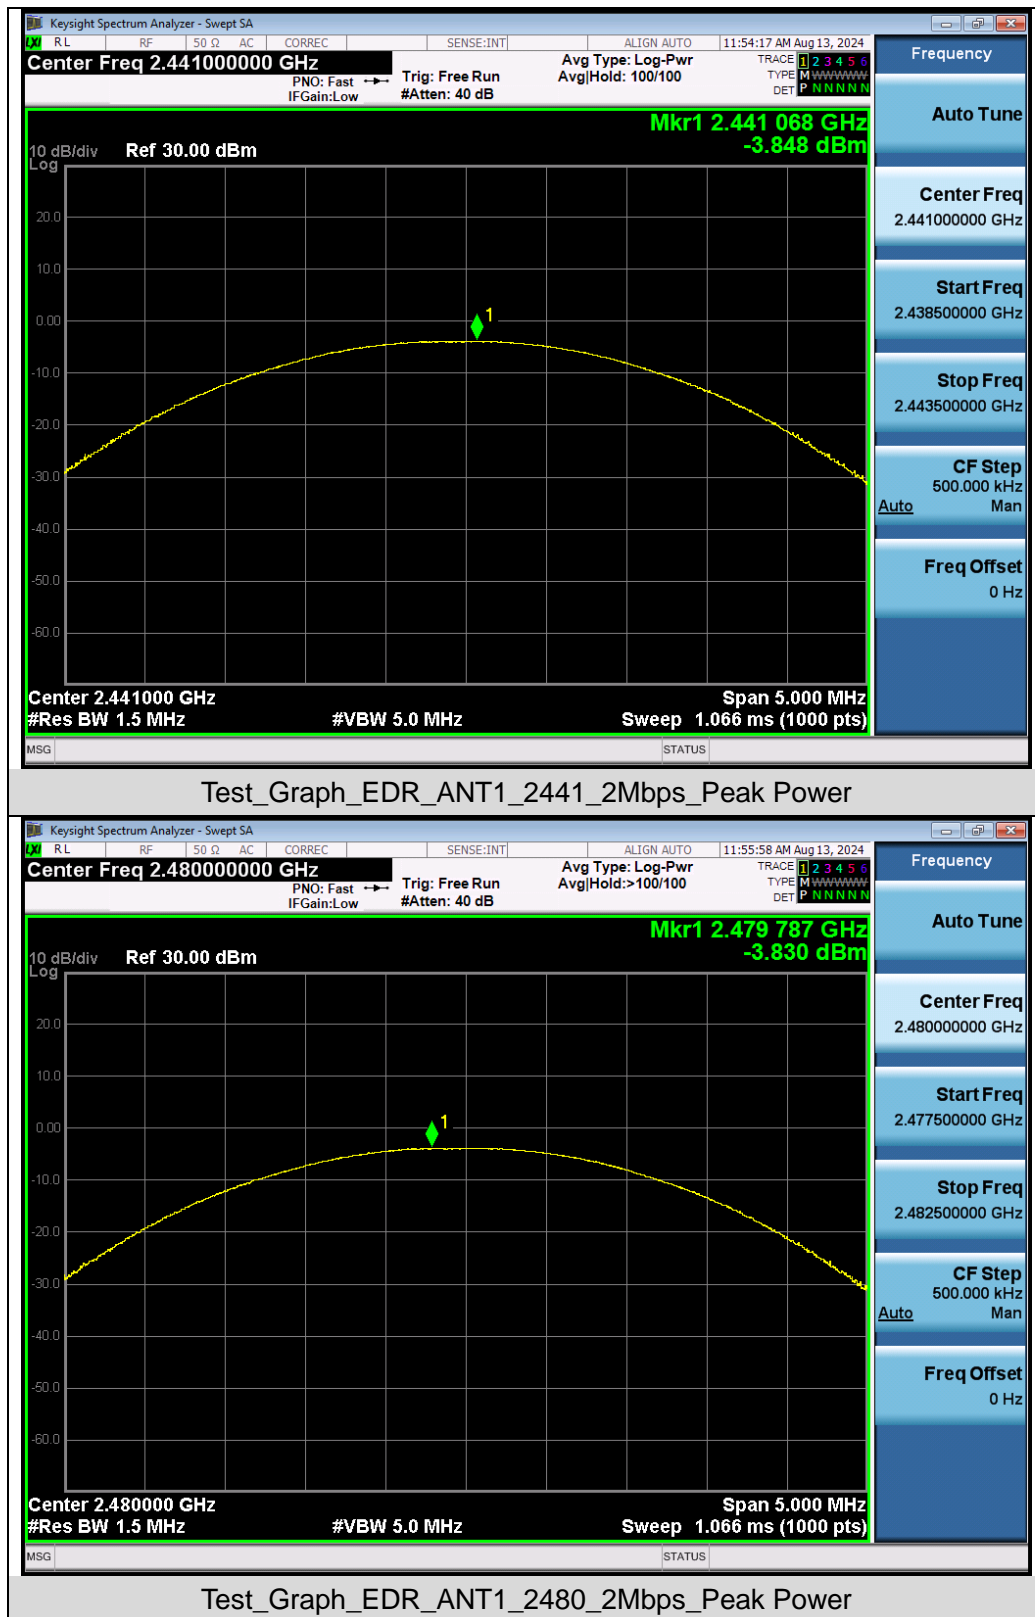 Keysight Spectrum Analyzer - Swept SA
LXI RL RF 50 Ω AC CORREC SENSE:INT ALIGN AUTO 11:54:17 AM Aug 13, 2024
Center Freq 2.441000000 GHz
PNO: Fast
IFGain:Low
Trig: Free Run
#Atten: 40 dB
Avg Type: Log-Pwr
Avg|Hold: 100/100
TRACE 1 2 3 4 5 6
TYPE M WWWWW
DET P N N N N N
Mkr1 2.441 068 GHz
-3.848 dBm
10 dB/div Ref 30.00 dBm
Log
20.0
10.0
0.00
1
-10.0
-20.0
-30.0
-40.0
-50.0
-60.0
Center 2.441000 GHz Span 5.000 MHz
#Res BW 1.5 MHz #VBW 5.0 MHz Sweep 1.066 ms (1000 pts)
MSG STATUS
Frequency
Auto Tune
Center Freq
2.441000000 GHz
Start Freq
2.438500000 GHz
Stop Freq
2.443500000 GHz
CF Step
500.000 kHz
Auto Man
Freq Offset
0 Hz
Test_Graph_EDR_ANT1_2441_2Mbps_Peak Power
Keysight Spectrum Analyzer - Swept SA
LXI RL RF 50 Ω AC CORREC SENSE:INT ALIGN AUTO 11:55:58 AM Aug 13, 2024
Center Freq 2.480000000 GHz
PNO: Fast
IFGain:Low
Trig: Free Run
#Atten: 40 dB
Avg Type: Log-Pwr
Avg|Hold:>100/100
TRACE 1 2 3 4 5 6
TYPE M WWWWW
DET P N N N N N
Mkr1 2.479 787 GHz
-3.830 dBm
10 dB/div Ref 30.00 dBm
Log
20.0
10.0
0.00
1
-10.0
-20.0
-30.0
-40.0
-50.0
-60.0
Center 2.480000 GHz Span 5.000 MHz
#Res BW 1.5 MHz #VBW 5.0 MHz Sweep 1.066 ms (1000 pts)
MSG STATUS
Frequency
Auto Tune
Center Freq
2.480000000 GHz
Start Freq
2.477500000 GHz
Stop Freq
2.482500000 GHz
CF Step
500.000 kHz
Auto Man
Freq Offset
0 Hz
Test_Graph_EDR_ANT1_2480_2Mbps_Peak Power